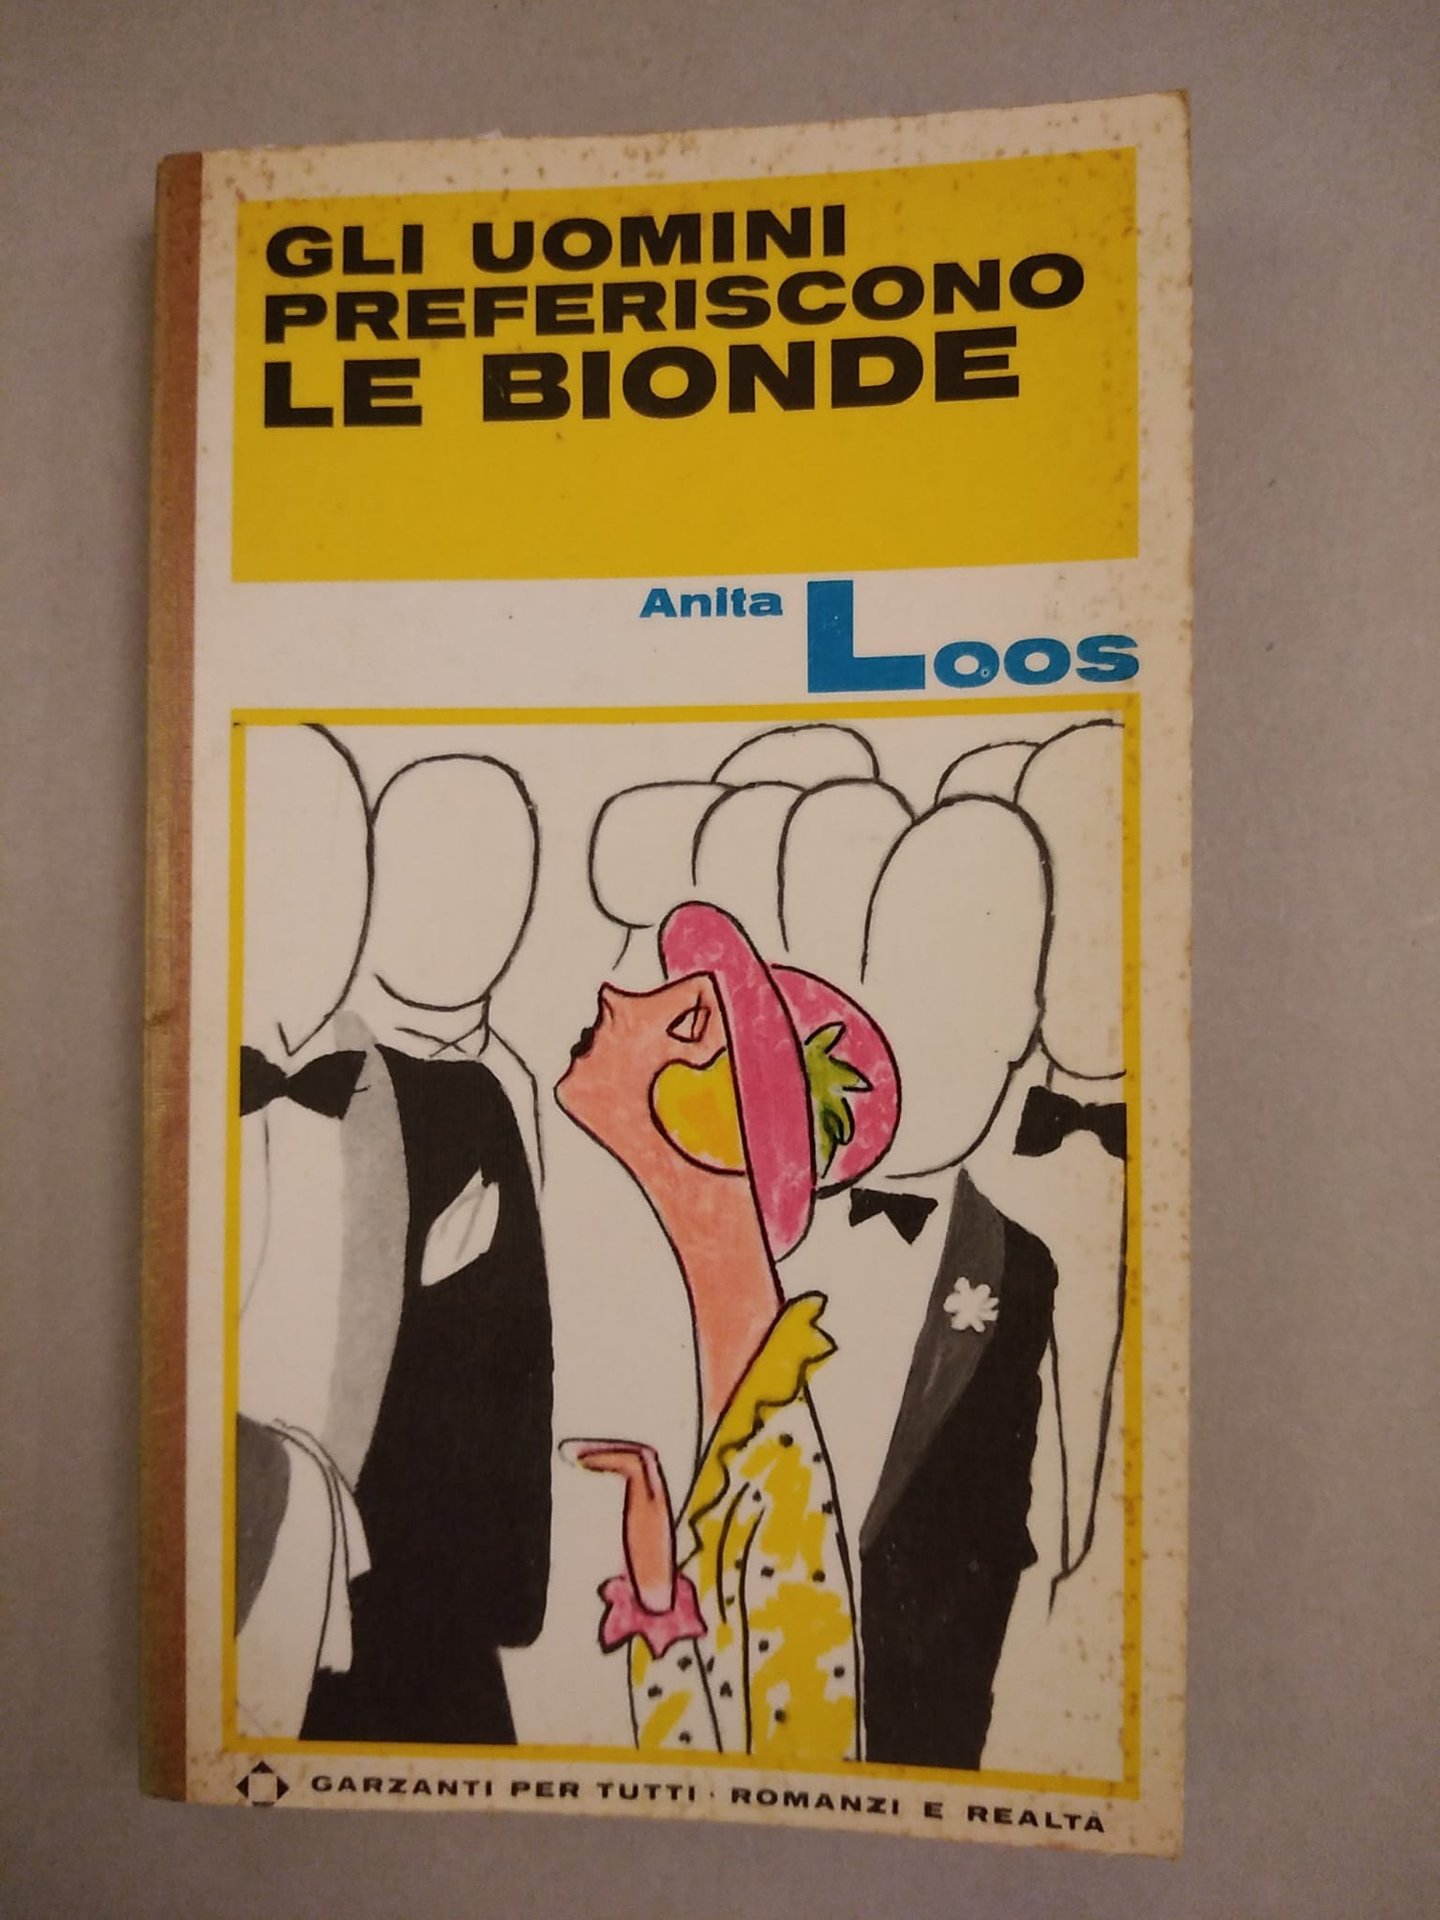 GLI UOMINI
PREFERISCONO
LE BIONDE
Anita Loos
GARZANTI PER TUTTI · ROMANZI E REALTÀ